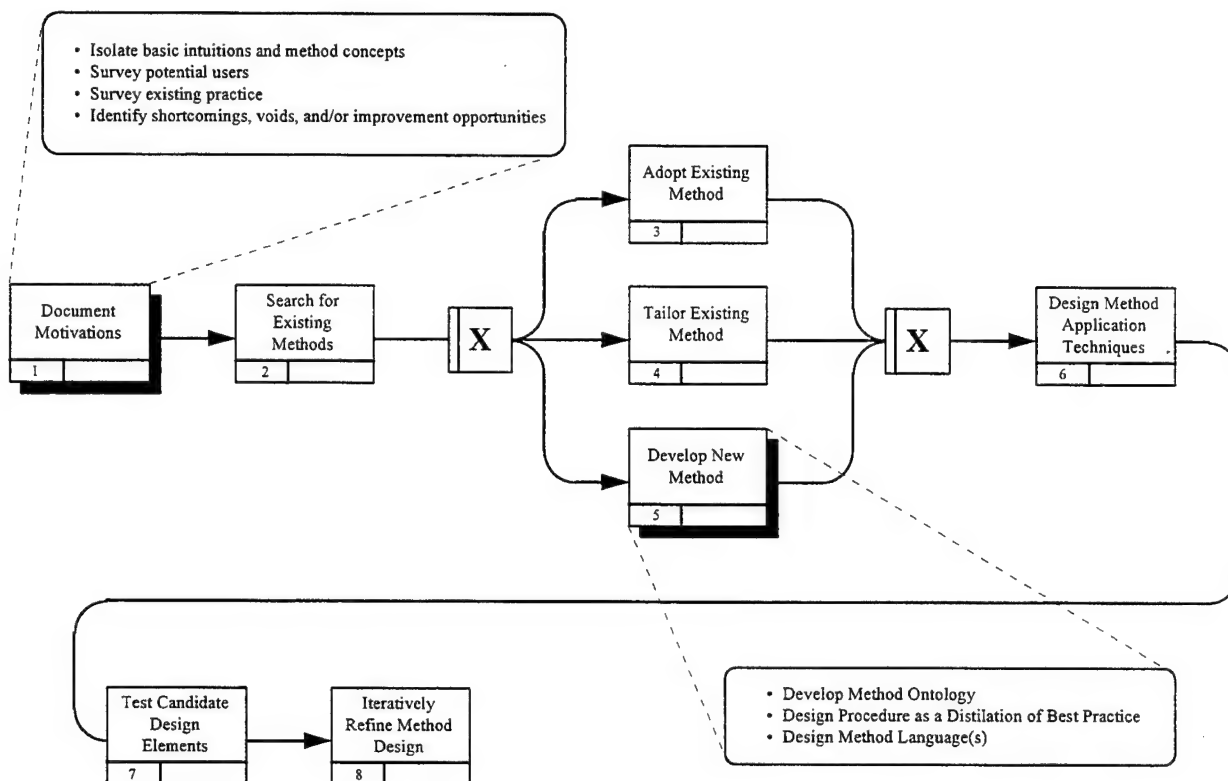 • Isolate basic intuitions and method concepts
• Survey potential users
• Survey existing practice
• Identify shortcomings, voids, and/or improvement opportunities
Document
Motivations
1
Search for
Existing
Methods
2
X
Adopt Existing
Method
3
Tailor Existing
Method
4
Develop New
Method
5
X
Design Method
Application
Techniques
6
• Develop Method Ontology
• Design Procedure as a Distilation of Best Practice
• Design Method Language(s)
Test Candidate
Design
Elements
7
Iteratively
Refine Method
Design
8